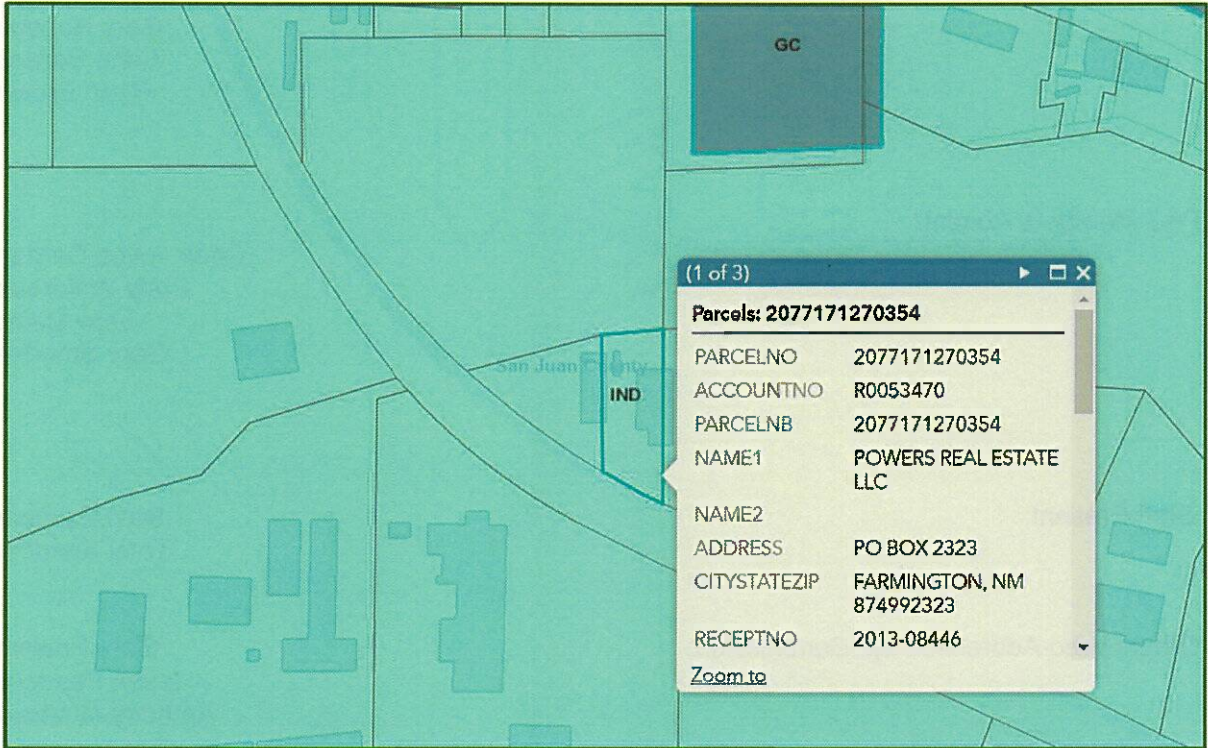 GC
San Juan County
IND
(1 of 3)
Parcels: 2077171270354
PARCELNO 2077171270354
ACCOUNTNO R0053470
PARCELNB 2077171270354
NAME1 POWERS REAL ESTATE
LLC
NAME2
ADDRESS PO BOX 2323
CITYSTATEZIP FARMINGTON, NM
874992323
RECEPTNO 2013-08446
Zoom to